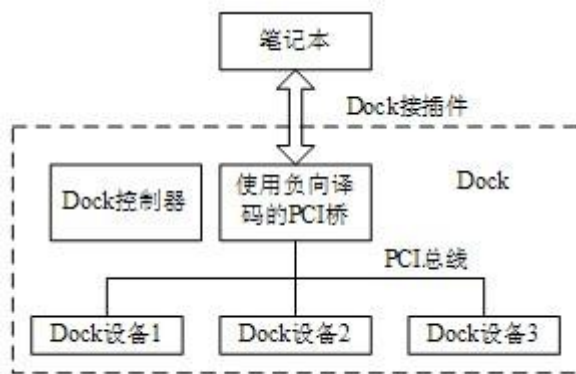 笔记本
Dock接插件
Dock控制器
使用负向译
码的PCI桥
Dock
PCI总线
Dock设备1
Dock设备2
Dock设备3